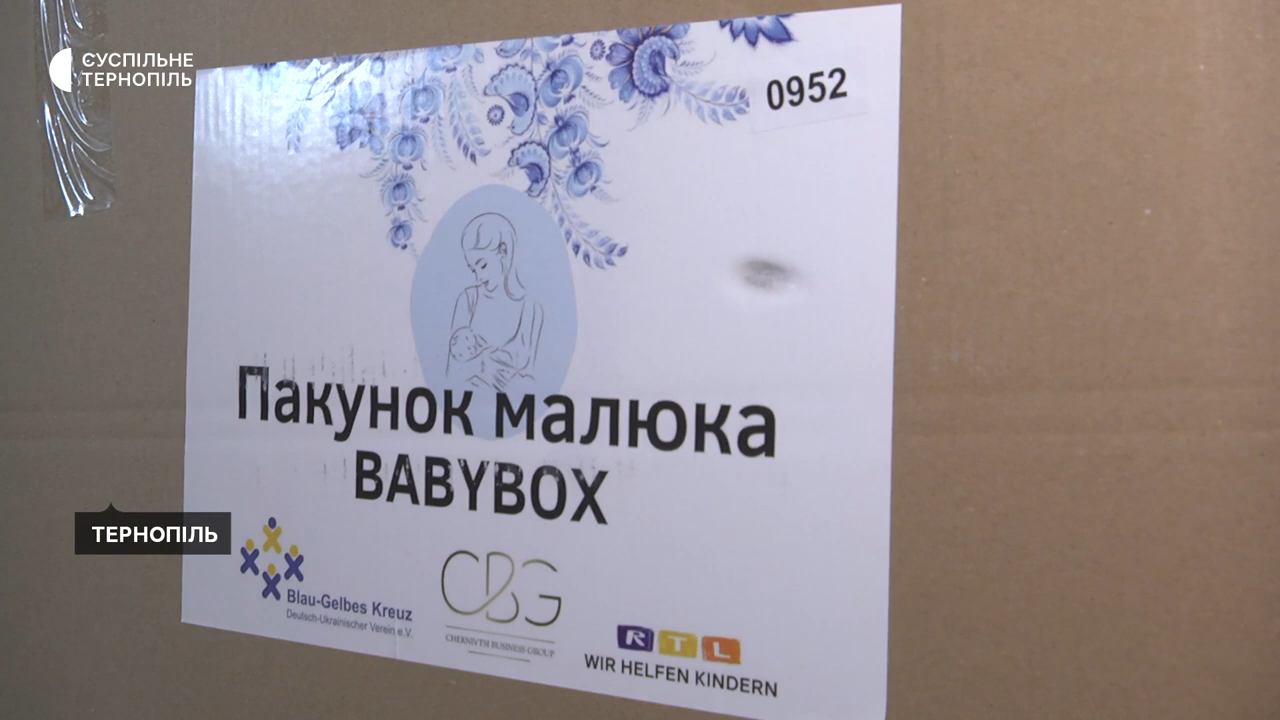 СУСПІЛЬНЕ
ТЕРНОПІЛЬ
0952
Пакунок малюка
BABYBOX
ТЕРНОПІЛЬ
Blau-Gelbes Kreuz
Deutsch-Ukrainischer Verein e.V.
CBG
CHERNIVTSI BUSINESS GROUP
RTL
WIR HELFEN KINDERN